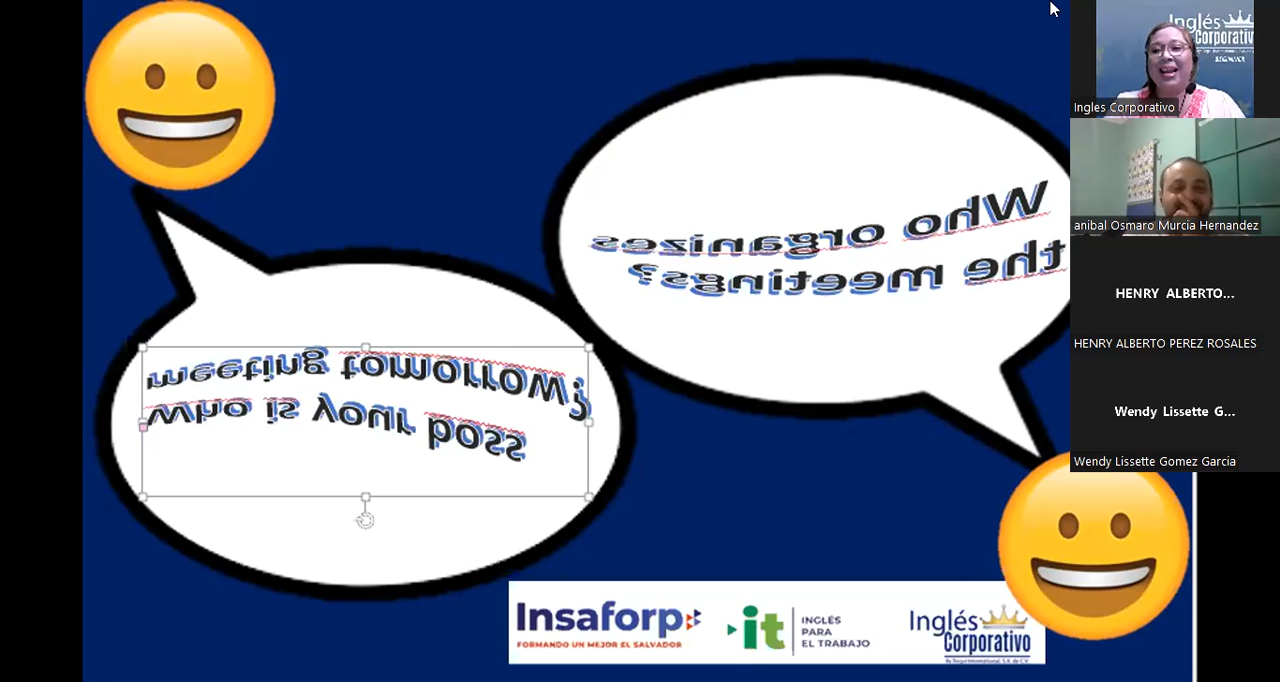 Who organizes
the meetings?
Who is your boss
meeting tomorrow?
Insaforp
FORMANDO UN MEJOR EL SALVADOR
it
INGLÉS
PARA
EL TRABAJO
Inglés
Corporativo
Inglés
Corporativo
Ingles Corporativo
anibal Osmaro Murcia Hernandez
HENRY ALBERTO...
HENRY ALBERTO PEREZ ROSALES
Wendy Lissette G...
Wendy Lissette Gomez Garcia